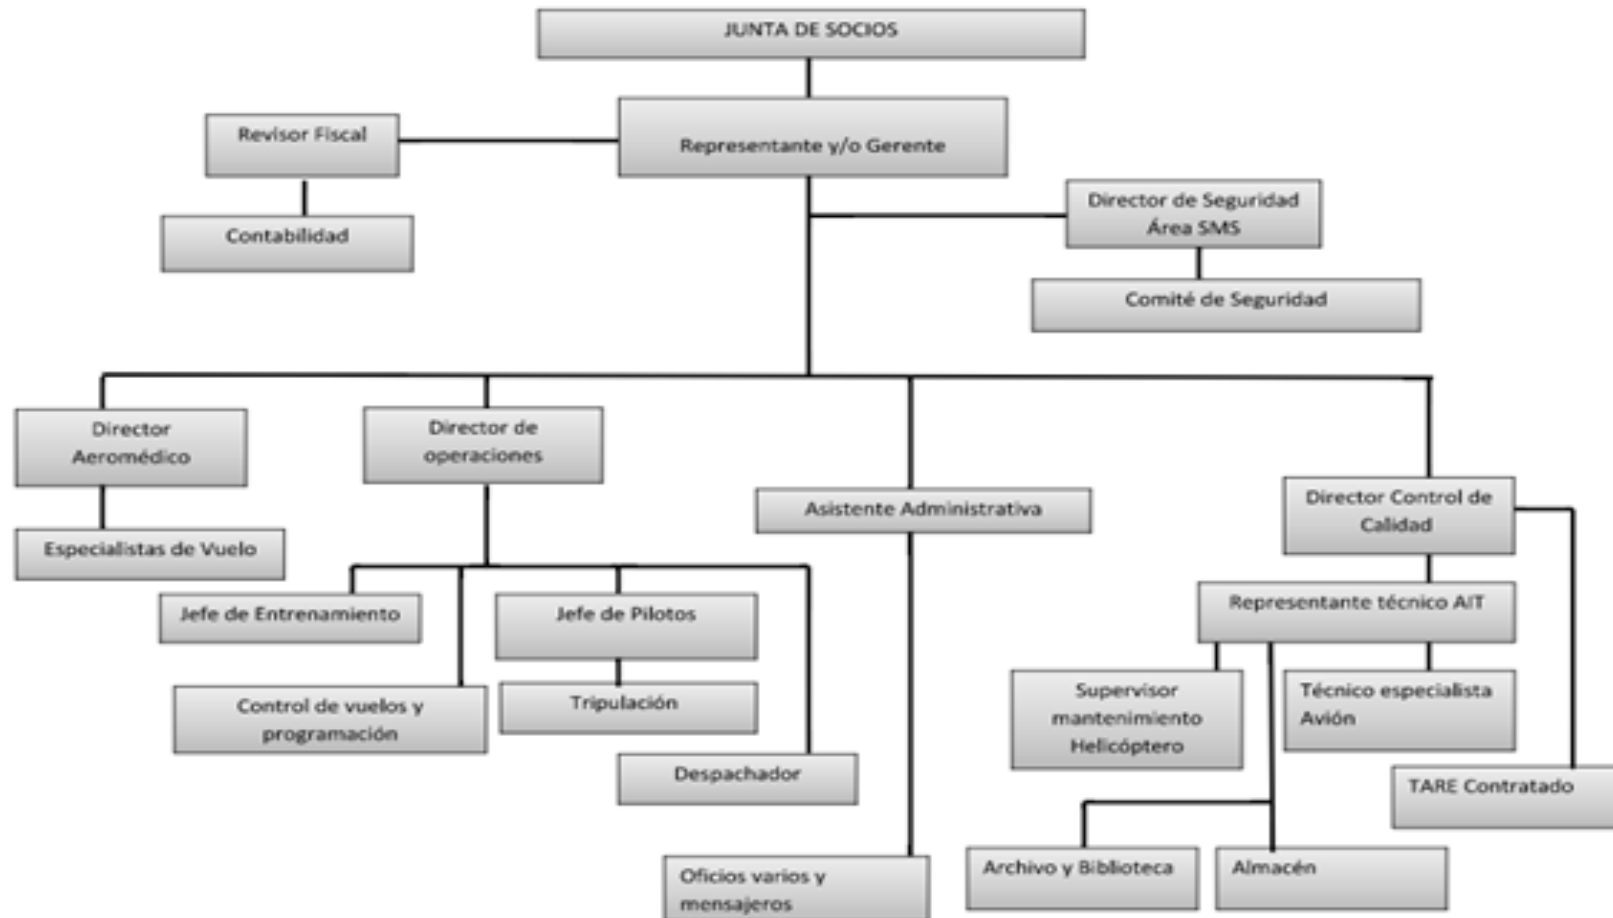 JUNTA DE SOCIOS
Revisor Fiscal
Representante y/o Gerente
Director de Seguridad
Área SMS
Contabilidad
Comité de Seguridad
Director
Aeromédico
Director de
operaciones
Asistente Administrativa
Director Control de
Calidad
Especialistas de Vuelo
Jefe de Entrenamiento
Jefe de Pilotos
Representante técnico AIT
Control de vuelos y
programación
Tripulación
Supervisor
mantenimiento
Helicóptero
Técnico especialista
Avión
Despachador
TARE Contratado
Oficios varios y
mensajeros
Archivo y Biblioteca
Almacén